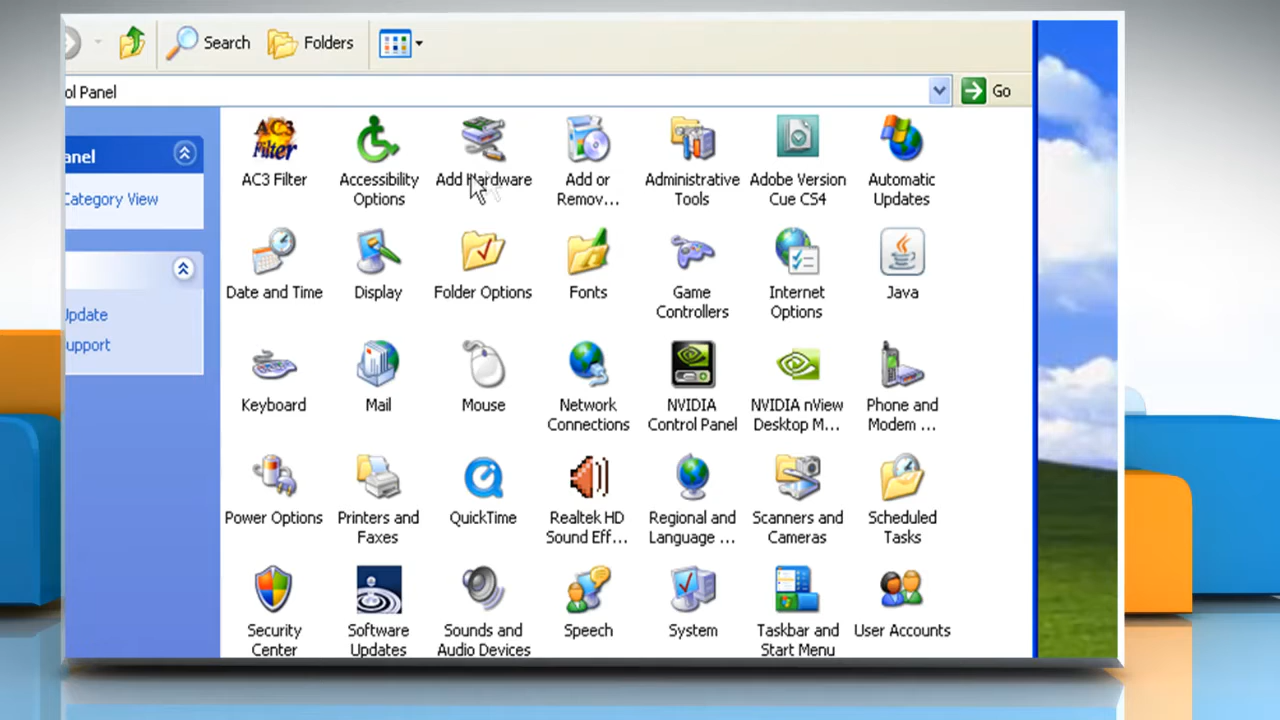 Search Folders
ol Panel Go
anel
Category View
Update
upport
AC3 Filter
AC3 Filter
Accessibility Options
Add Hardware
Add or Remov...
Administrative Tools
Adobe Version Cue CS4
Automatic Updates
Date and Time
Display
Folder Options
Fonts
Game Controllers
Internet Options
Java
Keyboard
Mail
Mouse
Network Connections
NVIDIA Control Panel
NVIDIA nView Desktop M...
Phone and Modem ...
Power Options
Printers and Faxes
QuickTime
Realtek HD Sound Eff...
Regional and Language ...
Scanners and Cameras
Scheduled Tasks
Security Center
Software Updates
Sounds and Audio Devices
Speech
System
Taskbar and Start Menu
User Accounts